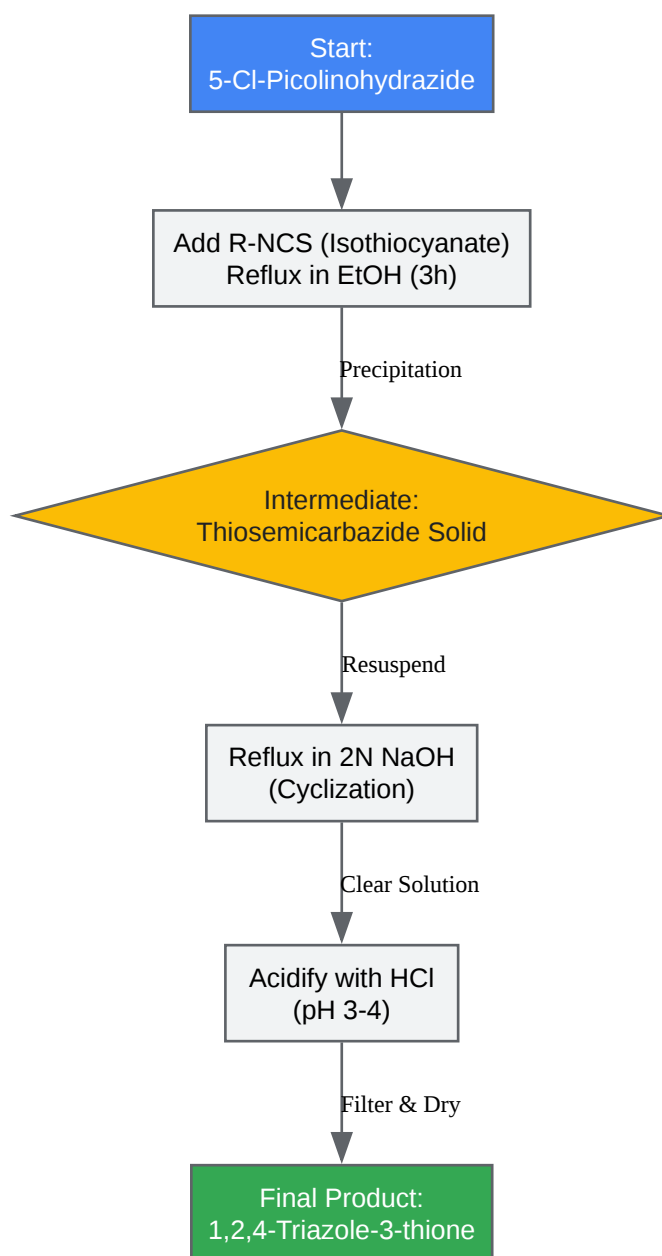 Start:
5-Cl-Picolinohydrazide
Add R-NCS (Isothiocyanate)
Reflux in EtOH (3h)
Precipitation
Intermediate:
Thiosemicarbazide Solid
Resuspend
Reflux in 2N NaOH
(Cyclization)
Clear Solution
Acidify with HCl
(pH 3-4)
Filter & Dry
Final Product:
1,2,4-Triazole-3-thione